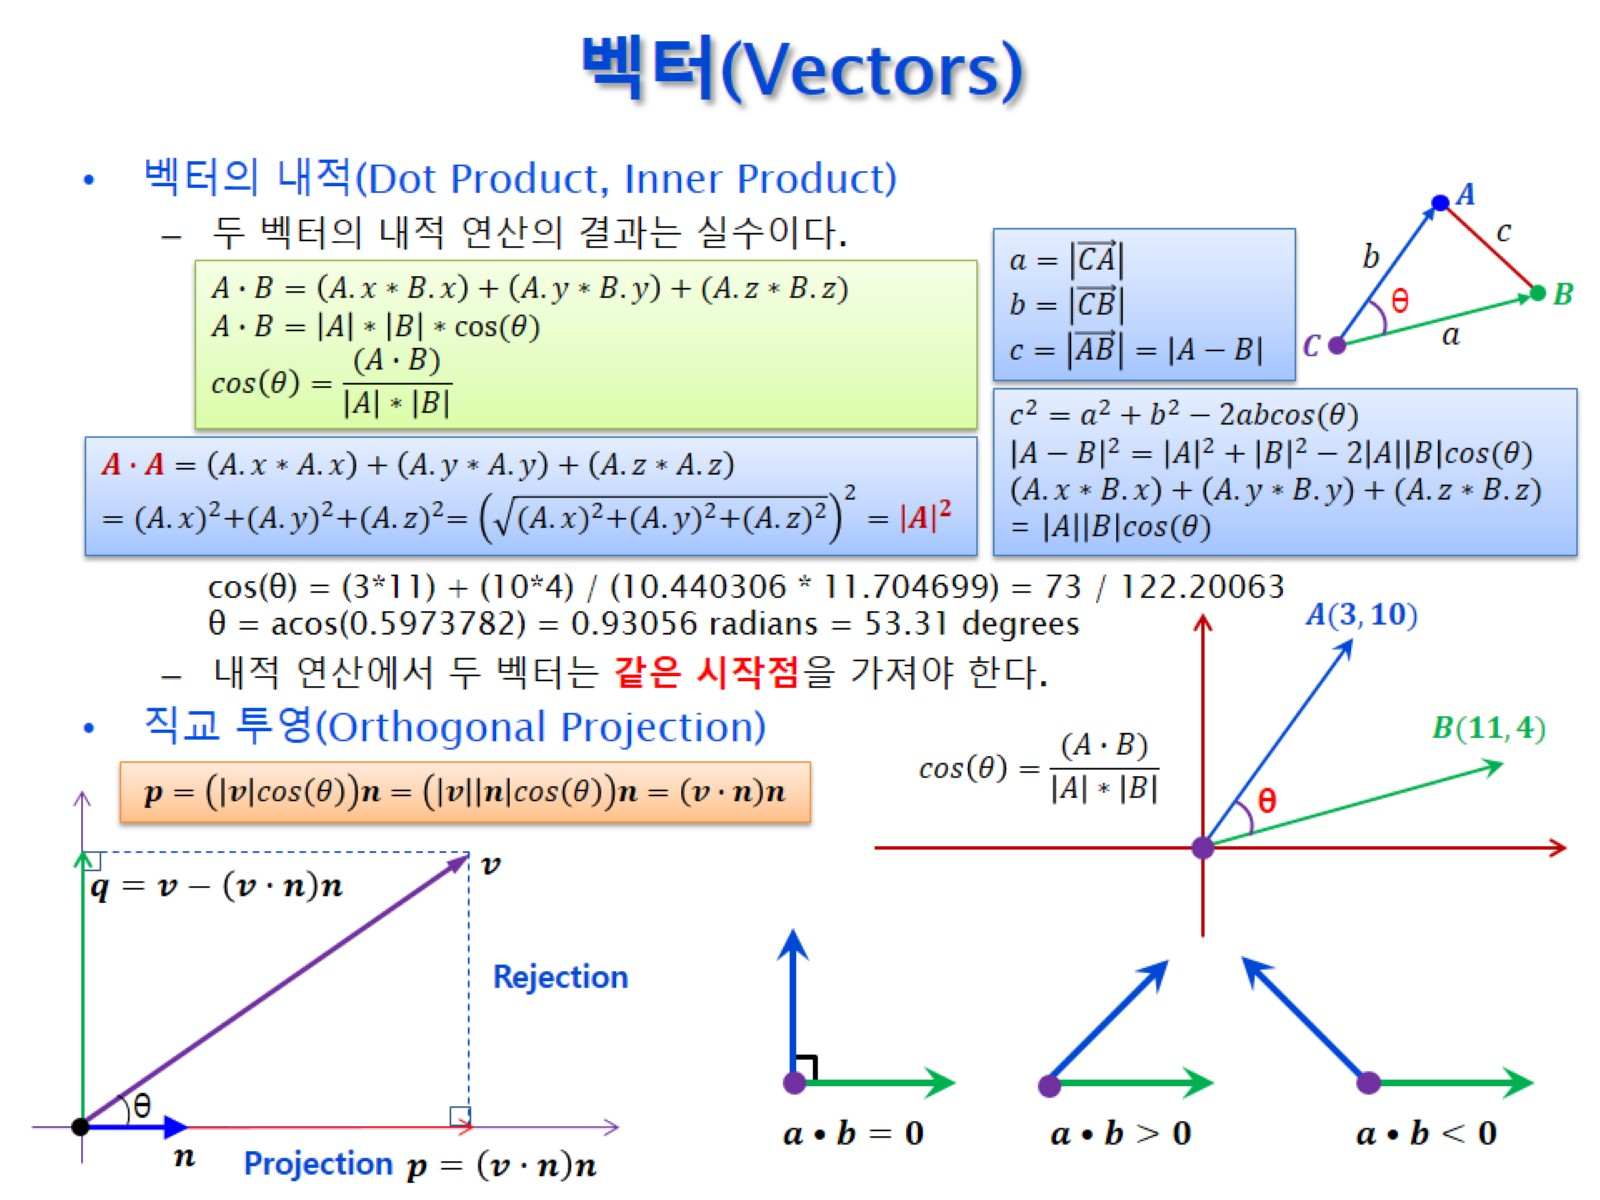 벡터(Vectors)
• 벡터의 내적(Dot Product, Inner Product)
– 두 벡터의 내적 연산의 결과는 실수이다.
A · B = (A.x ∗ B.x) + (A.y ∗ B.y) + (A.z ∗ B.z)
A · B = |A| ∗ |B| ∗ cos(θ)
cos(θ) = (A · B) / |A| ∗ |B|
a = |CA⃗|
b = |CB⃗|
c = |AB⃗| = |A − B|
A
b
c
θ
B
C
a
A · A = (A.x ∗ A.x) + (A.y ∗ A.y) + (A.z ∗ A.z)
= (A.x)²+(A.y)²+(A.z)²= (√((A.x)²+(A.y)²+(A.z)²))² = |A|²
c² = a² + b² − 2abcos(θ)
|A − B|² = |A|² + |B|² − 2|A||B|cos(θ)
(A.x ∗ B.x) + (A.y ∗ B.y) + (A.z ∗ B.z)
= |A||B|cos(θ)
cos(θ) = (3*11) + (10*4) / (10.440306 * 11.704699) = 73 / 122.20063
θ = acos(0.5973782) = 0.93056 radians = 53.31 degrees
– 내적 연산에서 두 벡터는 같은 시작점을 가져야 한다.
A(3, 10)
B(11, 4)
cos(θ) = (A · B) / |A| ∗ |B|
θ
• 직교 투영(Orthogonal Projection)
p = (|v|cos(θ))n = (|v||n|cos(θ))n = (v · n)n
q = v − (v · n)n
v
Rejection
θ
n
Projection p = (v · n)n
a • b = 0
a • b > 0
a • b < 0